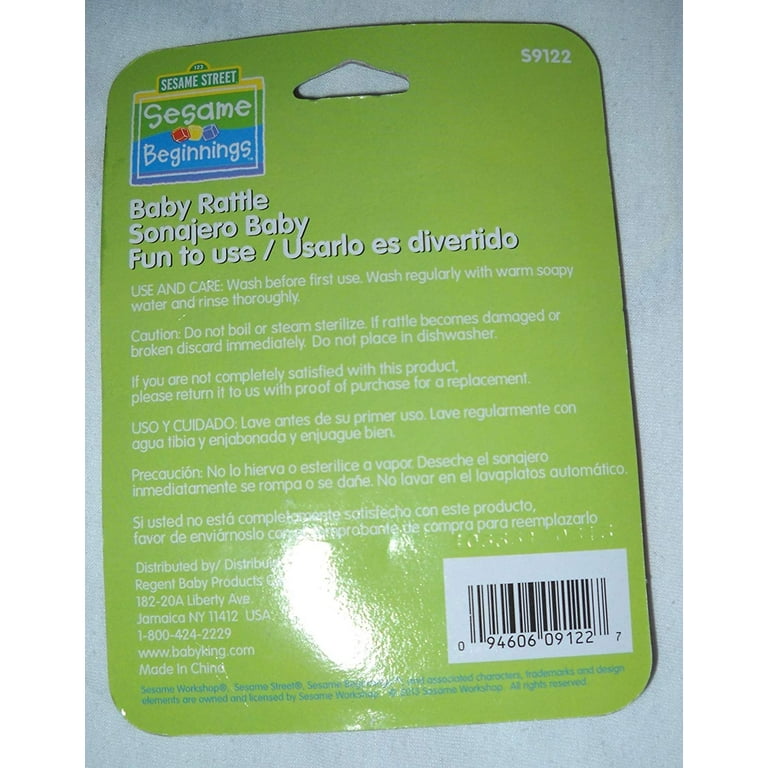 S9122
123
SESAME STREET
Sesame
Beginnings™
Baby Rattle
Sonajero Baby
Fun to use / Usarlo es divertido
USE AND CARE: Wash before first use. Wash regularly with warm soapy
water and rinse thoroughly.
Caution: Do not boil or steam sterilize. If rattle becomes damaged or
broken discard immediately. Do not place in dishwasher.
If you are not completely satisfied with this product,
please return it to us with proof of purchase for a replacement.
USO Y CUIDADO: Lave antes de su primer uso. Lave regularmente con
agua tibia y enjabonada y enjuague bien.
Precaución: No lo hierva o esterilice a vapor. Deseche el sonajero
inmediatamente se rompa o se dañe. No lavar en el lavaplatos automático.
Si usted no está completamente satisfecho con este producto,
favor de enviárnoslo comprobante de compra para reemplazarlo
Distributed by/
Regent Baby Products
182-20A Liberty Ave.
Jamaica NY 11412 USA
1-800-424-2229
www.babyking.com
Made In China
0 94606 09122 7
Sesame Workshop®, Sesame Street®, Sesame and associated characters, trademarks and design
elements are owned and licensed by Sesame Workshop. © 2013 Sesame Workshop. All rights reserved.